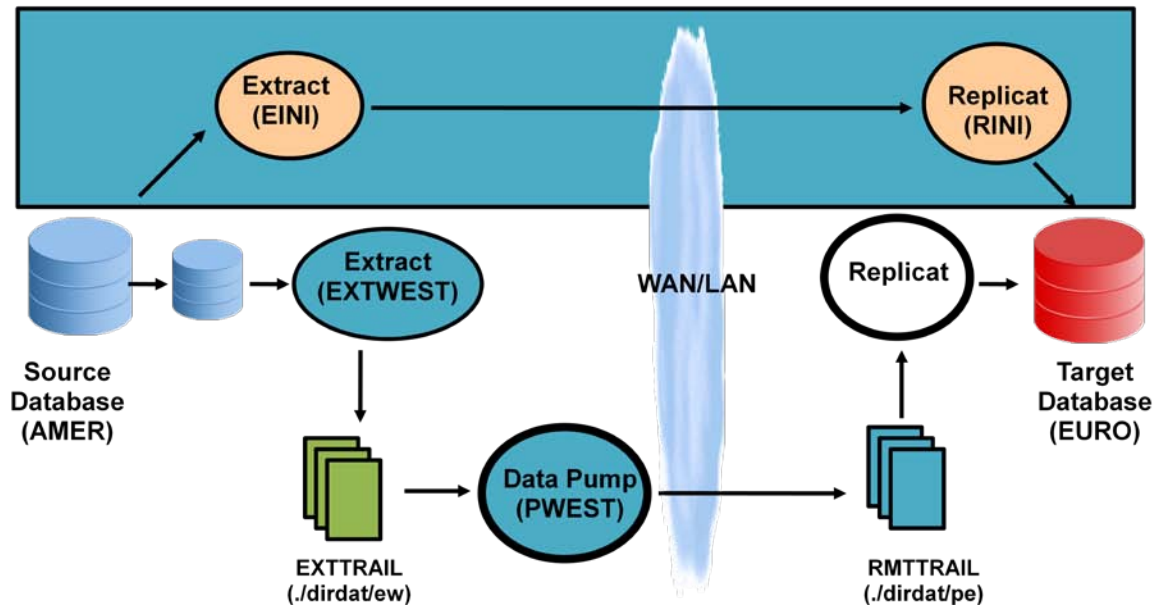 Extract
(EINI)
Replicat
(RINI)
Extract
(EXTWEST)
WAN/LAN
Replicat
Source
Database
(AMER)
Target
Database
(EURO)
Data Pump
(PWEST)
EXTTRAIL
(./dirdat/ew)
RMTTRAIL
(./dirdat/pe)